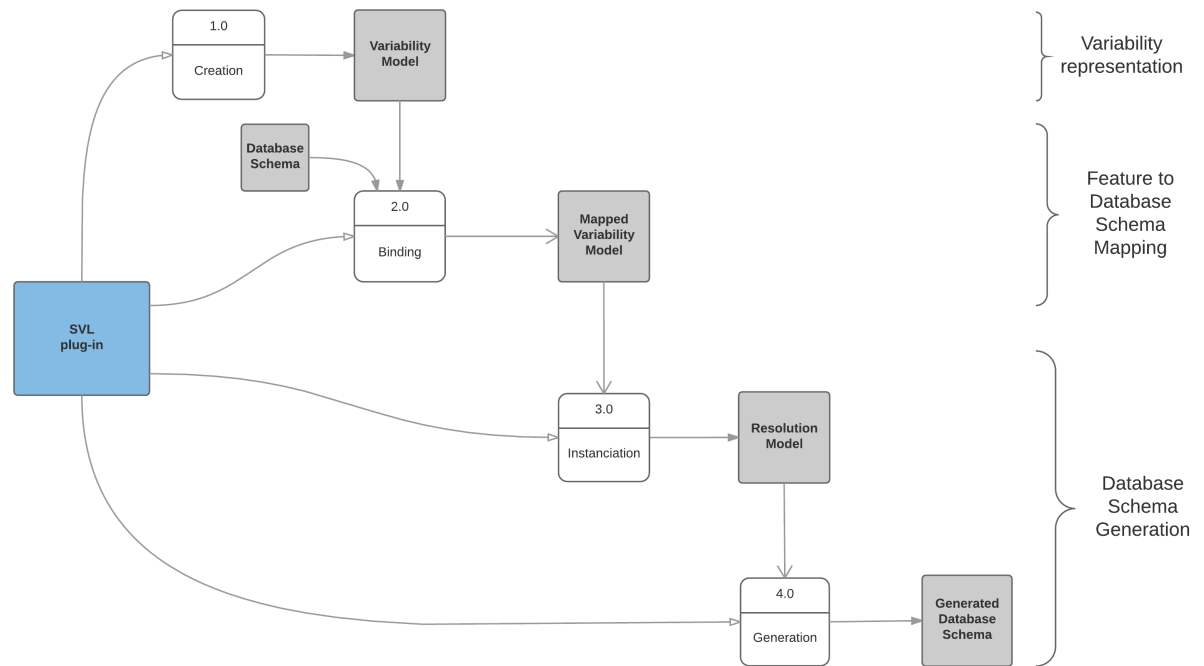 1.0
Creation
Variability
Model
Variability
representation
Database
Schema
2.0
Binding
Mapped
Variability
Model
Feature to
Database
Schema
Mapping
SVL
plug-in
3.0
Instanciation
Resolution
Model
Database
Schema
Generation
4.0
Generation
Generated
Database
Schema